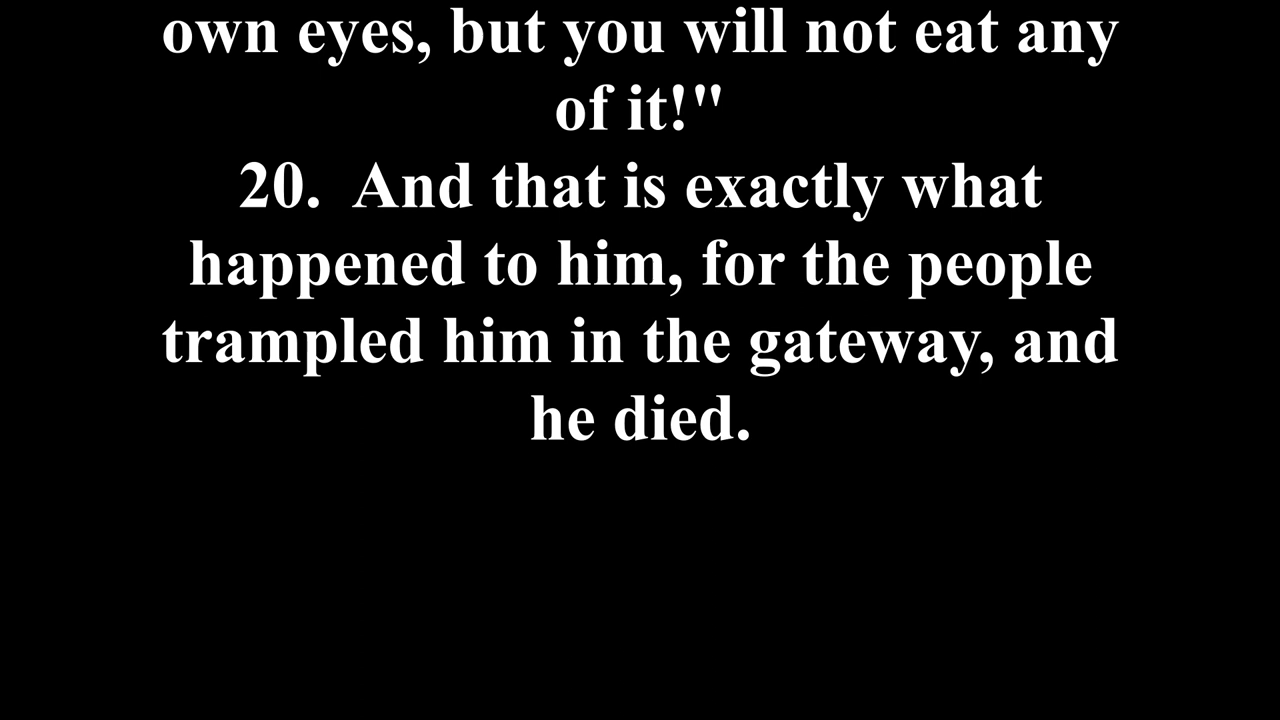 own eyes, but you will not eat any
of it!"
20.  And that is exactly what
happened to him, for the people
trampled him in the gateway, and
he died.